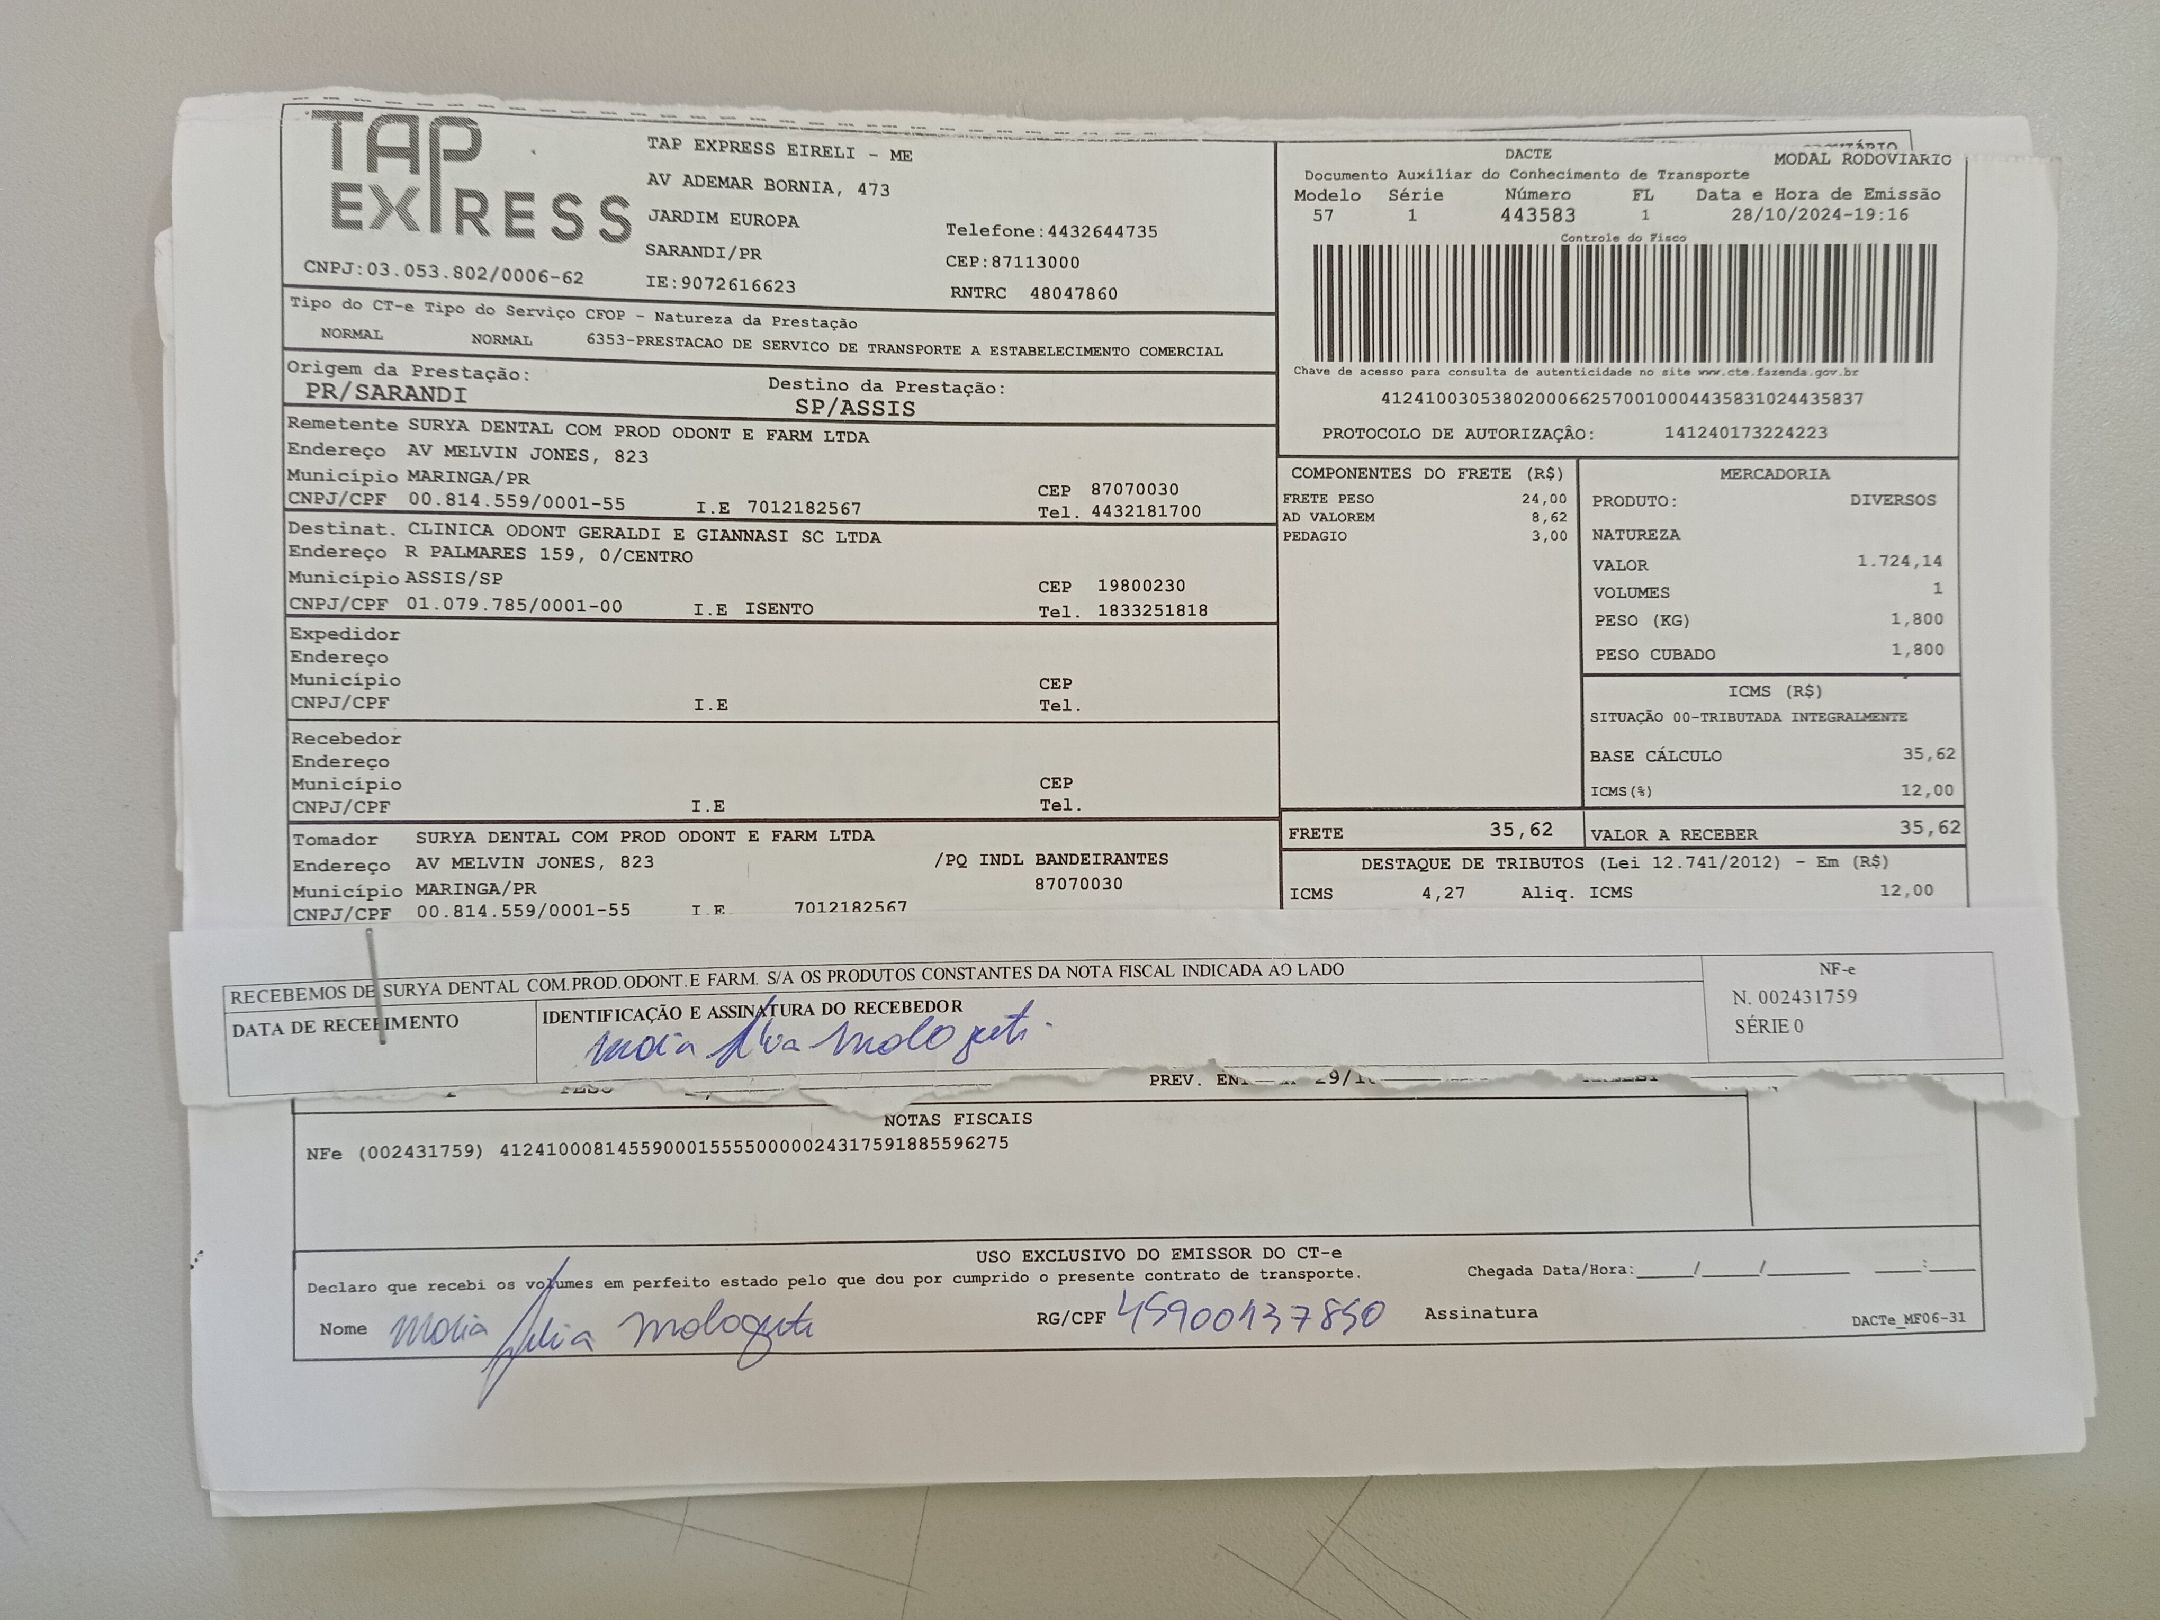 TAP
EXPRESS
CNPJ:03.053.802/0006-62
TAP EXPRESS EIRELI - ME
AV ADEMAR BORNIA, 473
JARDIM EUROPA
SARANDI/PR
IE:9072616623
Telefone:4432644735
CEP:87113000
RNTRC 48047860
DACTE
MODAL RODOVIARIO
Documento Auxiliar do Conhecimento de Transporte
Modelo Série Número FL Data e Hora de Emissão
57 1 443583 1 28/10/2024-19:16
Controle do Fisco
Chave de acesso para consulta de autenticidade no site www.cte.fazenda.gov.br
41241003053802000662570010004435831024435837
PROTOCOLO DE AUTORIZAÇÂO: 141240173224223
Tipo do CT-e Tipo do Serviço CFOP - Natureza da Prestação
NORMAL NORMAL 6353-PRESTACAO DE SERVICO DE TRANSPORTE A ESTABELECIMENTO COMERCIAL
Origem da Prestação: Destino da Prestação:
PR/SARANDI SP/ASSIS
Remetente SURYA DENTAL COM PROD ODONT E FARM LTDA
Endereço AV MELVIN JONES, 823
Município MARINGA/PR CEP 87070030
CNPJ/CPF 00.814.559/0001-55 I.E 7012182567 Tel. 4432181700
Destinat. CLINICA ODONT GERALDI E GIANNASI SC LTDA
Endereço R PALMARES 159, 0/CENTRO
Município ASSIS/SP CEP 19800230
CNPJ/CPF 01.079.785/0001-00 I.E ISENTO Tel. 1833251818
Expedidor
Endereço
Município CEP
CNPJ/CPF I.E Tel.
Recebedor
Endereço
Município CEP
CNPJ/CPF I.E Tel.
Tomador SURYA DENTAL COM PROD ODONT E FARM LTDA
Endereço AV MELVIN JONES, 823 /PQ INDL BANDEIRANTES
Município MARINGA/PR 87070030
CNPJ/CPF 00.814.559/0001-55 I.E 7012182567
COMPONENTES DO FRETE (R$)
FRETE PESO 24,00
AD VALOREM 8,62
PEDAGIO 3,00
MERCADORIA
PRODUTO: DIVERSOS
NATUREZA
VALOR 1.724,14
VOLUMES 1
PESO (KG) 1,800
PESO CUBADO 1,800
ICMS (R$)
SITUAÇÃO 00-TRIBUTADA INTEGRALMENTE
BASE CÁLCULO 35,62
ICMS(%) 12,00
FRETE 35,62 VALOR A RECEBER 35,62
DESTAQUE DE TRIBUTOS (Lei 12.741/2012) - Em (R$)
ICMS 4,27 Aliq. ICMS 12,00
RECEBEMOS DE SURYA DENTAL COM.PROD.ODONT.E FARM. S/A OS PRODUTOS CONSTANTES DA NOTA FISCAL INDICADA AO LADO
DATA DE RECEBIMENTO IDENTIFICAÇÃO E ASSINATURA DO RECEBEDOR
NF-e
N. 002431759
SÉRIE 0
PREV.
NOTAS FISCAIS
NFe (002431759) 41241000814559000155550000024317591885596275
USO EXCLUSIVO DO EMISSOR DO CT-e
Declaro que recebi os volumes em perfeito estado pelo que dou por cumprido o presente contrato de transporte. Chegada Data/Hora:____/____/______ ____:____
Nome RG/CPF 45900137850 Assinatura
DACTe_MF06-31